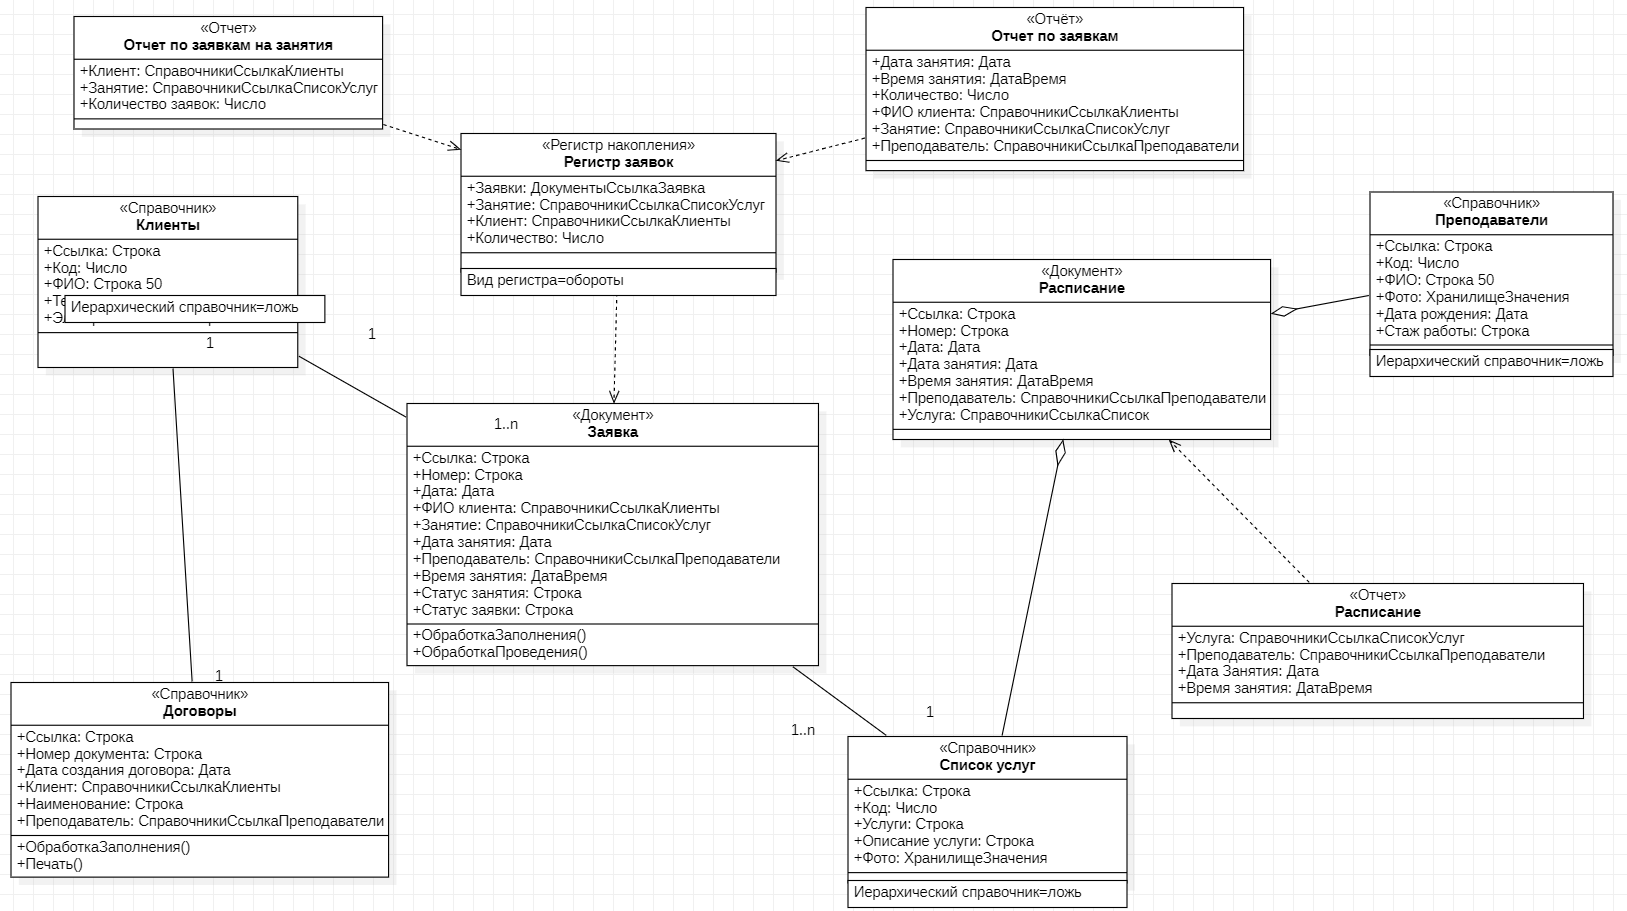 «Отчет»
Отчет по заявкам на занятия
+Клиент: СправочникиСсылкаКлиенты
+Занятие: СправочникиСсылкаСписокУслуг
+Количество заявок: Число
«Отчёт»
Отчет по заявкам
+Дата занятия: Дата
+Время занятия: ДатаВремя
+Количество: Число
+ФИО клиента: СправочникиСсылкаКлиенты
+Занятие: СправочникиСсылкаСписокУслуг
+Преподаватель: СправочникиСсылкаПреподаватели
«Регистр накопления»
Регистр заявок
+Заявки: ДокументыСсылкаЗаявка
+Занятие: СправочникиСсылкаСписокУслуг
+Клиент: СправочникиСсылкаКлиенты
+Количество: Число
Вид регистра=обороты
«Справочник»
Клиенты
+Ссылка: Строка
+Код: Число
+ФИО: Строка 50
Иерархический справочник=ложь
1
1
«Справочник»
Преподаватели
+Ссылка: Строка
+Код: Число
+ФИО: Строка 50
+Фото: ХранилищеЗначения
+Дата рождения: Дата
+Стаж работы: Строка
Иерархический справочник=ложь
«Документ»
Расписание
+Ссылка: Строка
+Номер: Строка
+Дата: Дата
+Дата занятия: Дата
+Время занятия: ДатаВремя
+Преподаватель: СправочникиСсылкаПреподаватели
+Услуга: СправочникиСсылкаСписок
«Документ»
1..n
Заявка
+Ссылка: Строка
+Номер: Строка
+Дата: Дата
+ФИО клиента: СправочникиСсылкаКлиенты
+Занятие: СправочникиСсылкаСписокУслуг
+Дата занятия: Дата
+Преподаватель: СправочникиСсылкаПреподаватели
+Время занятия: ДатаВремя
+Статус занятия: Строка
+Статус заявки: Строка
+ОбработкаЗаполнения()
+ОбработкаПроведения()
«Отчет»
Расписание
+Услуга: СправочникиСсылкаСписокУслуг
+Преподаватель: СправочникиСсылкаПреподаватели
+Дата Занятия: Дата
+Время занятия: ДатаВремя
1
«Справочник»
Договоры
+Ссылка: Строка
+Номер документа: Строка
+Дата создания договора: Дата
+Клиент: СправочникиСсылкаКлиенты
+Наименование: Строка
+Преподаватель: СправочникиСсылкаПреподаватели
+ОбработкаЗаполнения()
+Печать()
1..n
1
«Справочник»
Список услуг
+Ссылка: Строка
+Код: Число
+Услуги: Строка
+Описание услуги: Строка
+Фото: ХранилищеЗначения
Иерархический справочник=ложь